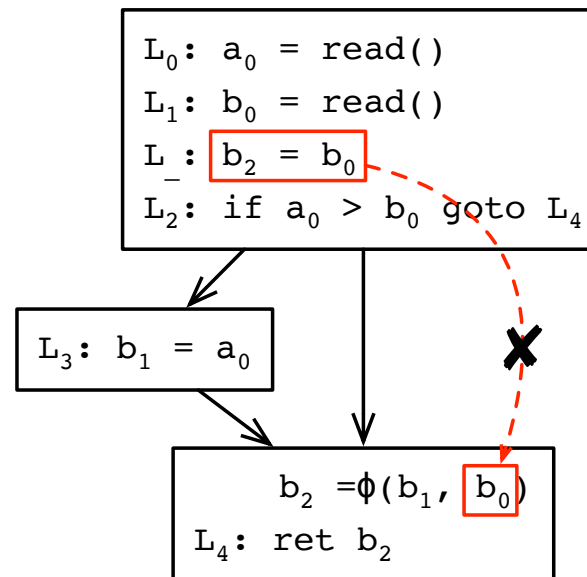 L₀: a₀ = read()
L₁: b₀ = read()
L_: b₂ = b₀
L₂: if a₀ > b₀ goto L₄
L₃: b₁ = a₀
b₂ =ϕ(b₁, b₀)
L₄: ret b₂